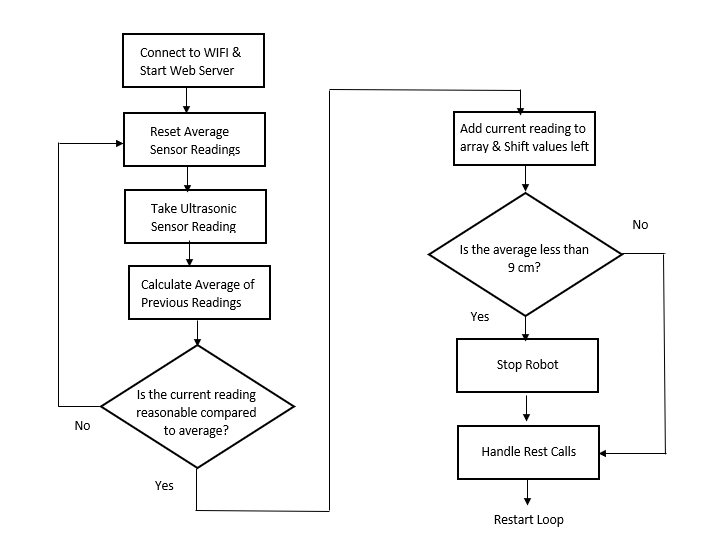 Connect to WIFI &
Start Web Server
Reset Average
Sensor Readings
Take Ultrasonic
Sensor Reading
Calculate Average of
Previous Readings
Is the current reading
reasonable compared
to average?
No
Yes
Add current reading to
array & Shift values left
Is the average less than
9 cm?
No
Yes
Stop Robot
Handle Rest Calls
Restart Loop